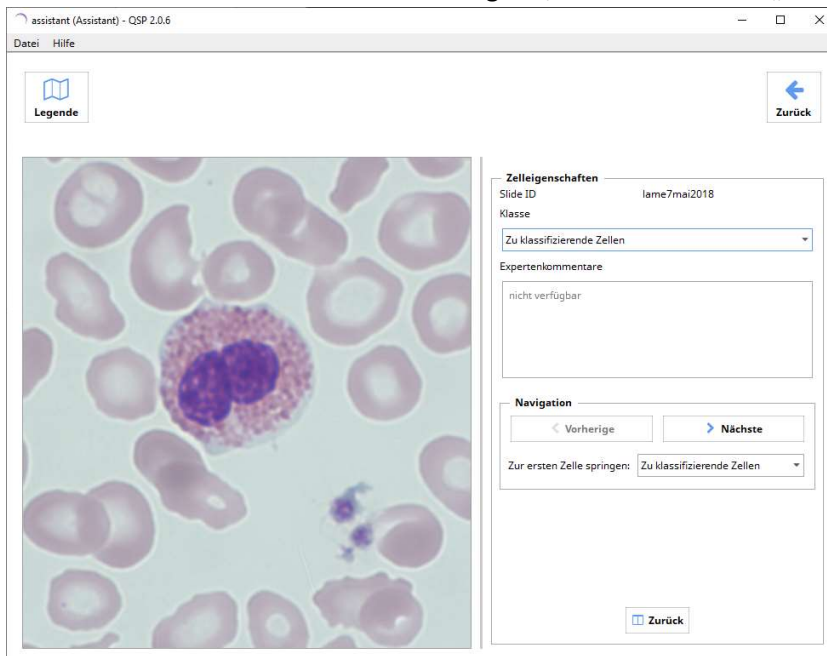 assistant (Assistant) - QSP 2.0.6
Datei Hilfe
Legende
Zurück
Zelleigenschaften
Slide ID lame7mai2018
Klasse
Zu klassifizierende Zellen
Expertenkommentare
nicht verfügbar
Navigation
Vorherige Nächste
Zur ersten Zelle springen: Zu klassifizierende Zellen
Zurück